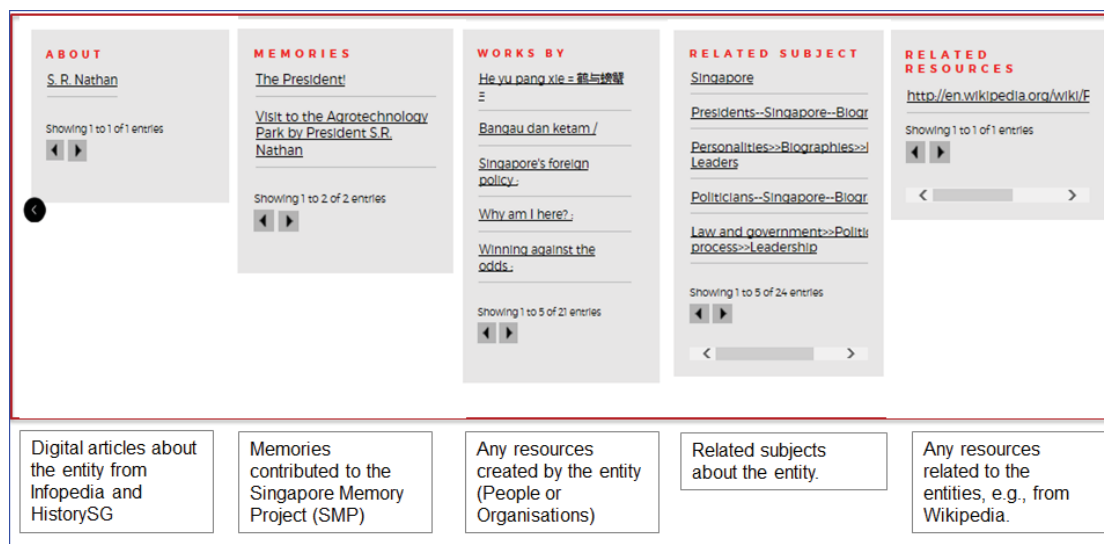 ABOUT
S. R. Nathan
Showing 1 to 1 of 1 entries
MEMORIES
The President!
Visit to the Agrotechnology
Park by President S.R.
Nathan
Showing 1 to 2 of 2 entries
WORKS BY
He yu pang xie = 鹬与螃蟹
=
Bangau dan ketam /
Singapore's foreign
policy :
Why am I here? :
Winning against the
odds :
Showing 1 to 5 of 21 entries
RELATED SUBJECT
Singapore
Presidents--Singapore--Biogr
Personalities>>Biographies>>
Leaders
Politicians--Singapore--Biogr
Law and government>>Politic
process>>Leadership
Showing 1 to 5 of 24 entries
RELATED
RESOURCES
http://en.wikipedia.org/wiki/
Showing 1 to 1 of 1 entries
Digital articles about
the entity from
Infopedia and
HistorySG
Memories
contributed to the
Singapore Memory
Project (SMP)
Any resources
created by the entity
(People or
Organisations)
Related subjects
about the entity.
Any resources
related to the
entities, e.g., from
Wikipedia.